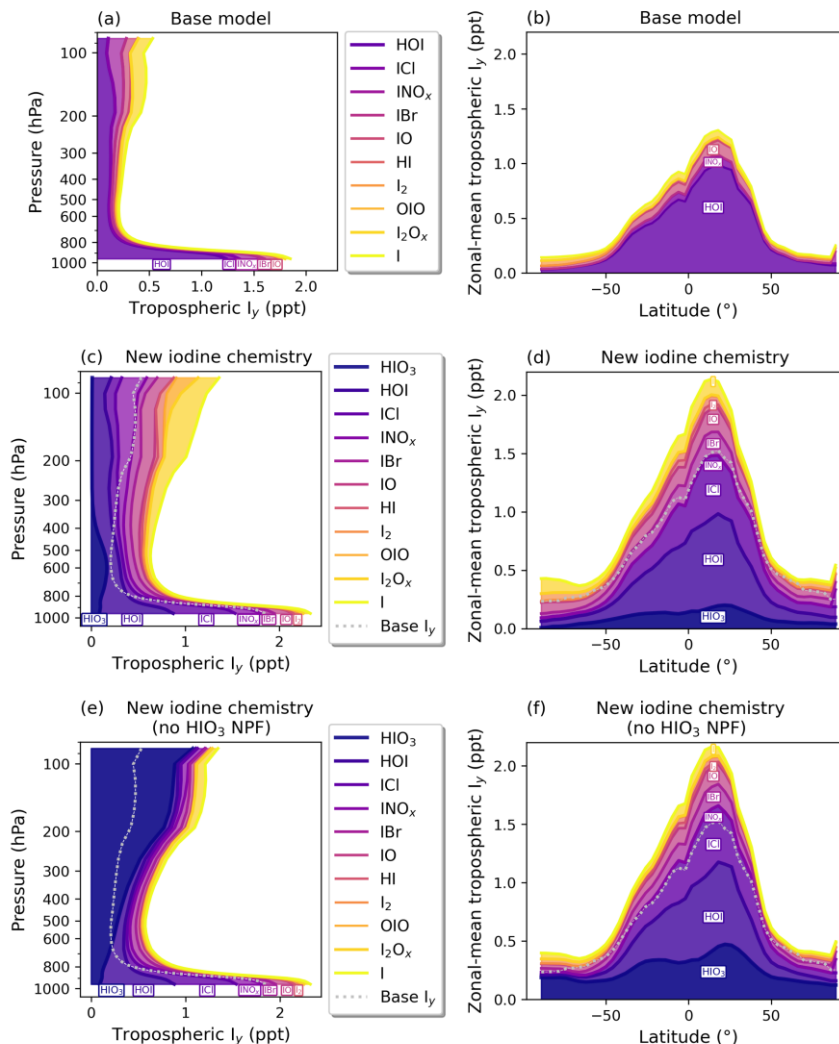 (a) Base model
Pressure (hPa)
100
200
300
400
500
600
800
1000
HOI ICl INOₓ IBr IO
0.0 0.5 1.0 1.5 2.0
Tropospheric Iᵧ (ppt)
HOI
ICl
INOₓ
IBr
IO
HI
I₂
OIO
I₂Oₓ
I
(b) Base model
Zonal-mean tropospheric Iᵧ (ppt)
2.0
1.5
1.0
0.5
0.0
IO
INOₓ
HOI
−50 0 50
Latitude (°)
(c) New iodine chemistry
Pressure (hPa)
100
200
300
400
500
600
800
1000
HIO₃ HOI ICl INOₓ IBr IO I₂
0 1 2
Tropospheric Iᵧ (ppt)
HIO₃
HOI
ICl
INOₓ
IBr
IO
HI
I₂
OIO
I₂Oₓ
I
Base Iᵧ
(d) New iodine chemistry
Zonal-mean tropospheric Iᵧ (ppt)
2.0
1.5
1.0
0.5
0.0
IO
IBr
INOₓ
ICl
HOI
HIO₃
−50 0 50
Latitude (°)
(e) New iodine chemistry
(no HIO₃ NPF)
Pressure (hPa)
100
200
300
400
500
600
800
1000
HIO₃ HOI ICl INOₓ IBr IO I₂
0 1 2
Tropospheric Iᵧ (ppt)
HIO₃
HOI
ICl
INOₓ
IBr
IO
HI
I₂
OIO
I₂Oₓ
I
Base Iᵧ
(f) New iodine chemistry
(no HIO₃ NPF)
Zonal-mean tropospheric Iᵧ (ppt)
2.0
1.5
1.0
0.5
0.0
IO
IBr
INOₓ
ICl
HOI
HIO₃
−50 0 50
Latitude (°)